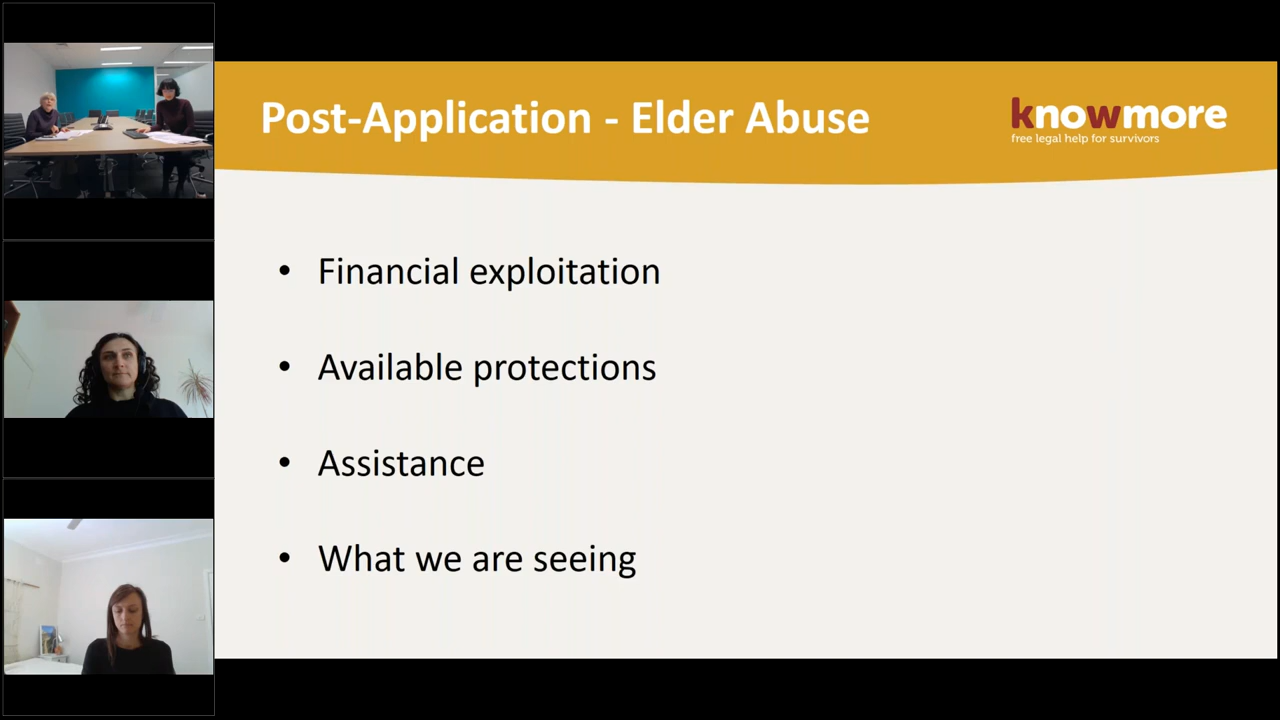 Post-Application - Elder Abuse
knowmore
free legal help for survivors
• Financial exploitation
• Available protections
• Assistance
• What we are seeing